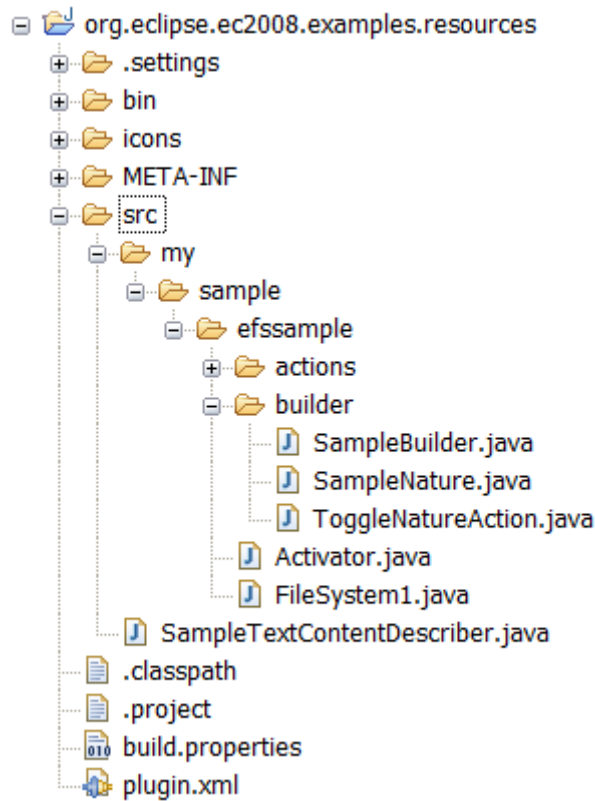 org.eclipse.ec2008.examples.resources
.settings
bin
icons
META-INF
src
my
sample
efssample
actions
builder
SampleBuilder.java
SampleNature.java
ToggleNatureAction.java
Activator.java
FileSystem1.java
SampleTextContentDescriber.java
.classpath
.project
build.properties
plugin.xml